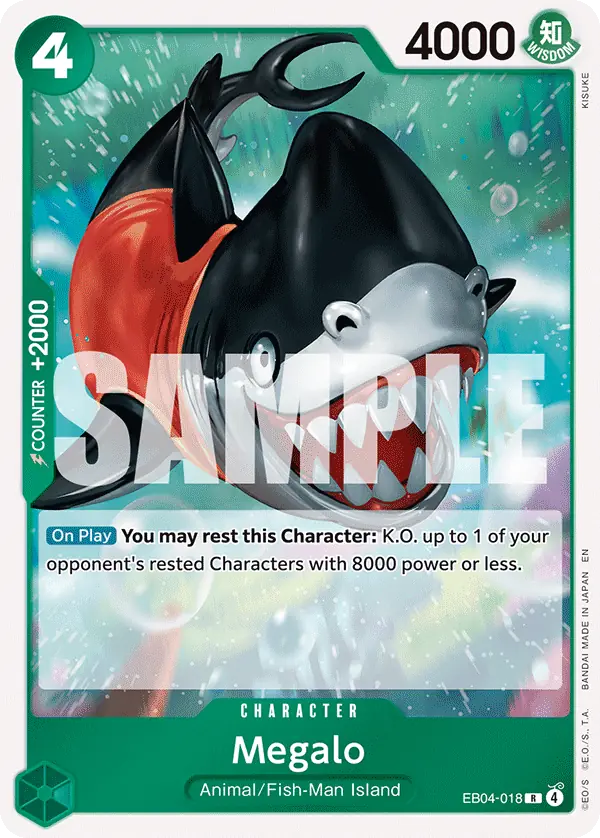 4
4000
知
WISDOM
KISUKE
COUNTER +2000
SAMPLE
On Play You may rest this Character: K.O. up to 1 of your
opponent's rested Characters with 8000 power or less.
CHARACTER
Megalo
Animal/Fish-Man Island
EB04-018 R 4
©EO/S ©E.O./S., T.A. BANDAI MADE IN JAPAN EN